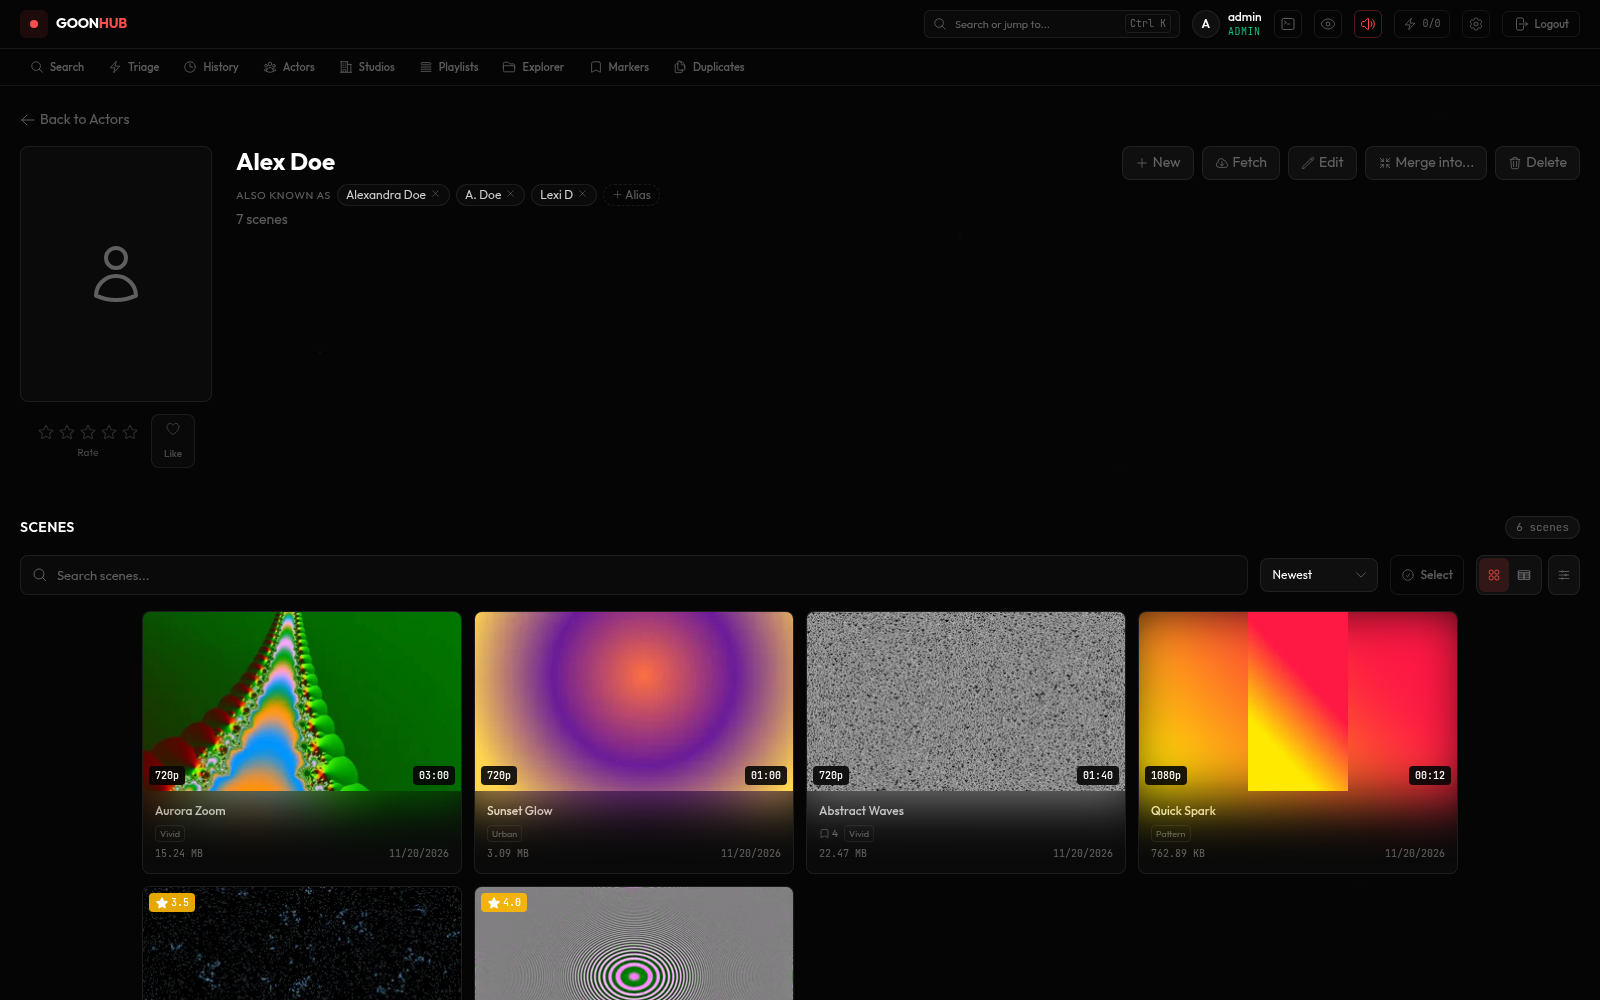 GOONHUB
Search or jump to... Ctrl K
A admin
ADMIN
0/0
Logout
Search Triage History Actors Studios Playlists Explorer Markers Duplicates
Back to Actors
Alex Doe
New Fetch Edit Merge into... Delete
ALSO KNOWN AS Alexandra Doe A. Doe Lexi D + Alias
7 scenes
Rate
Like
SCENES
6 scenes
Search scenes...
Newest
Select
720p 03:00
720p 01:00
720p 01:40
1080p 00:12
Aurora Zoom
Vivid
15.24 MB 11/20/2026
Sunset Glow
Urban
3.09 MB 11/20/2026
Abstract Waves
4 Vivid
22.47 MB 11/20/2026
Quick Spark
Pattern
762.89 KB 11/20/2026
3.5
4.0